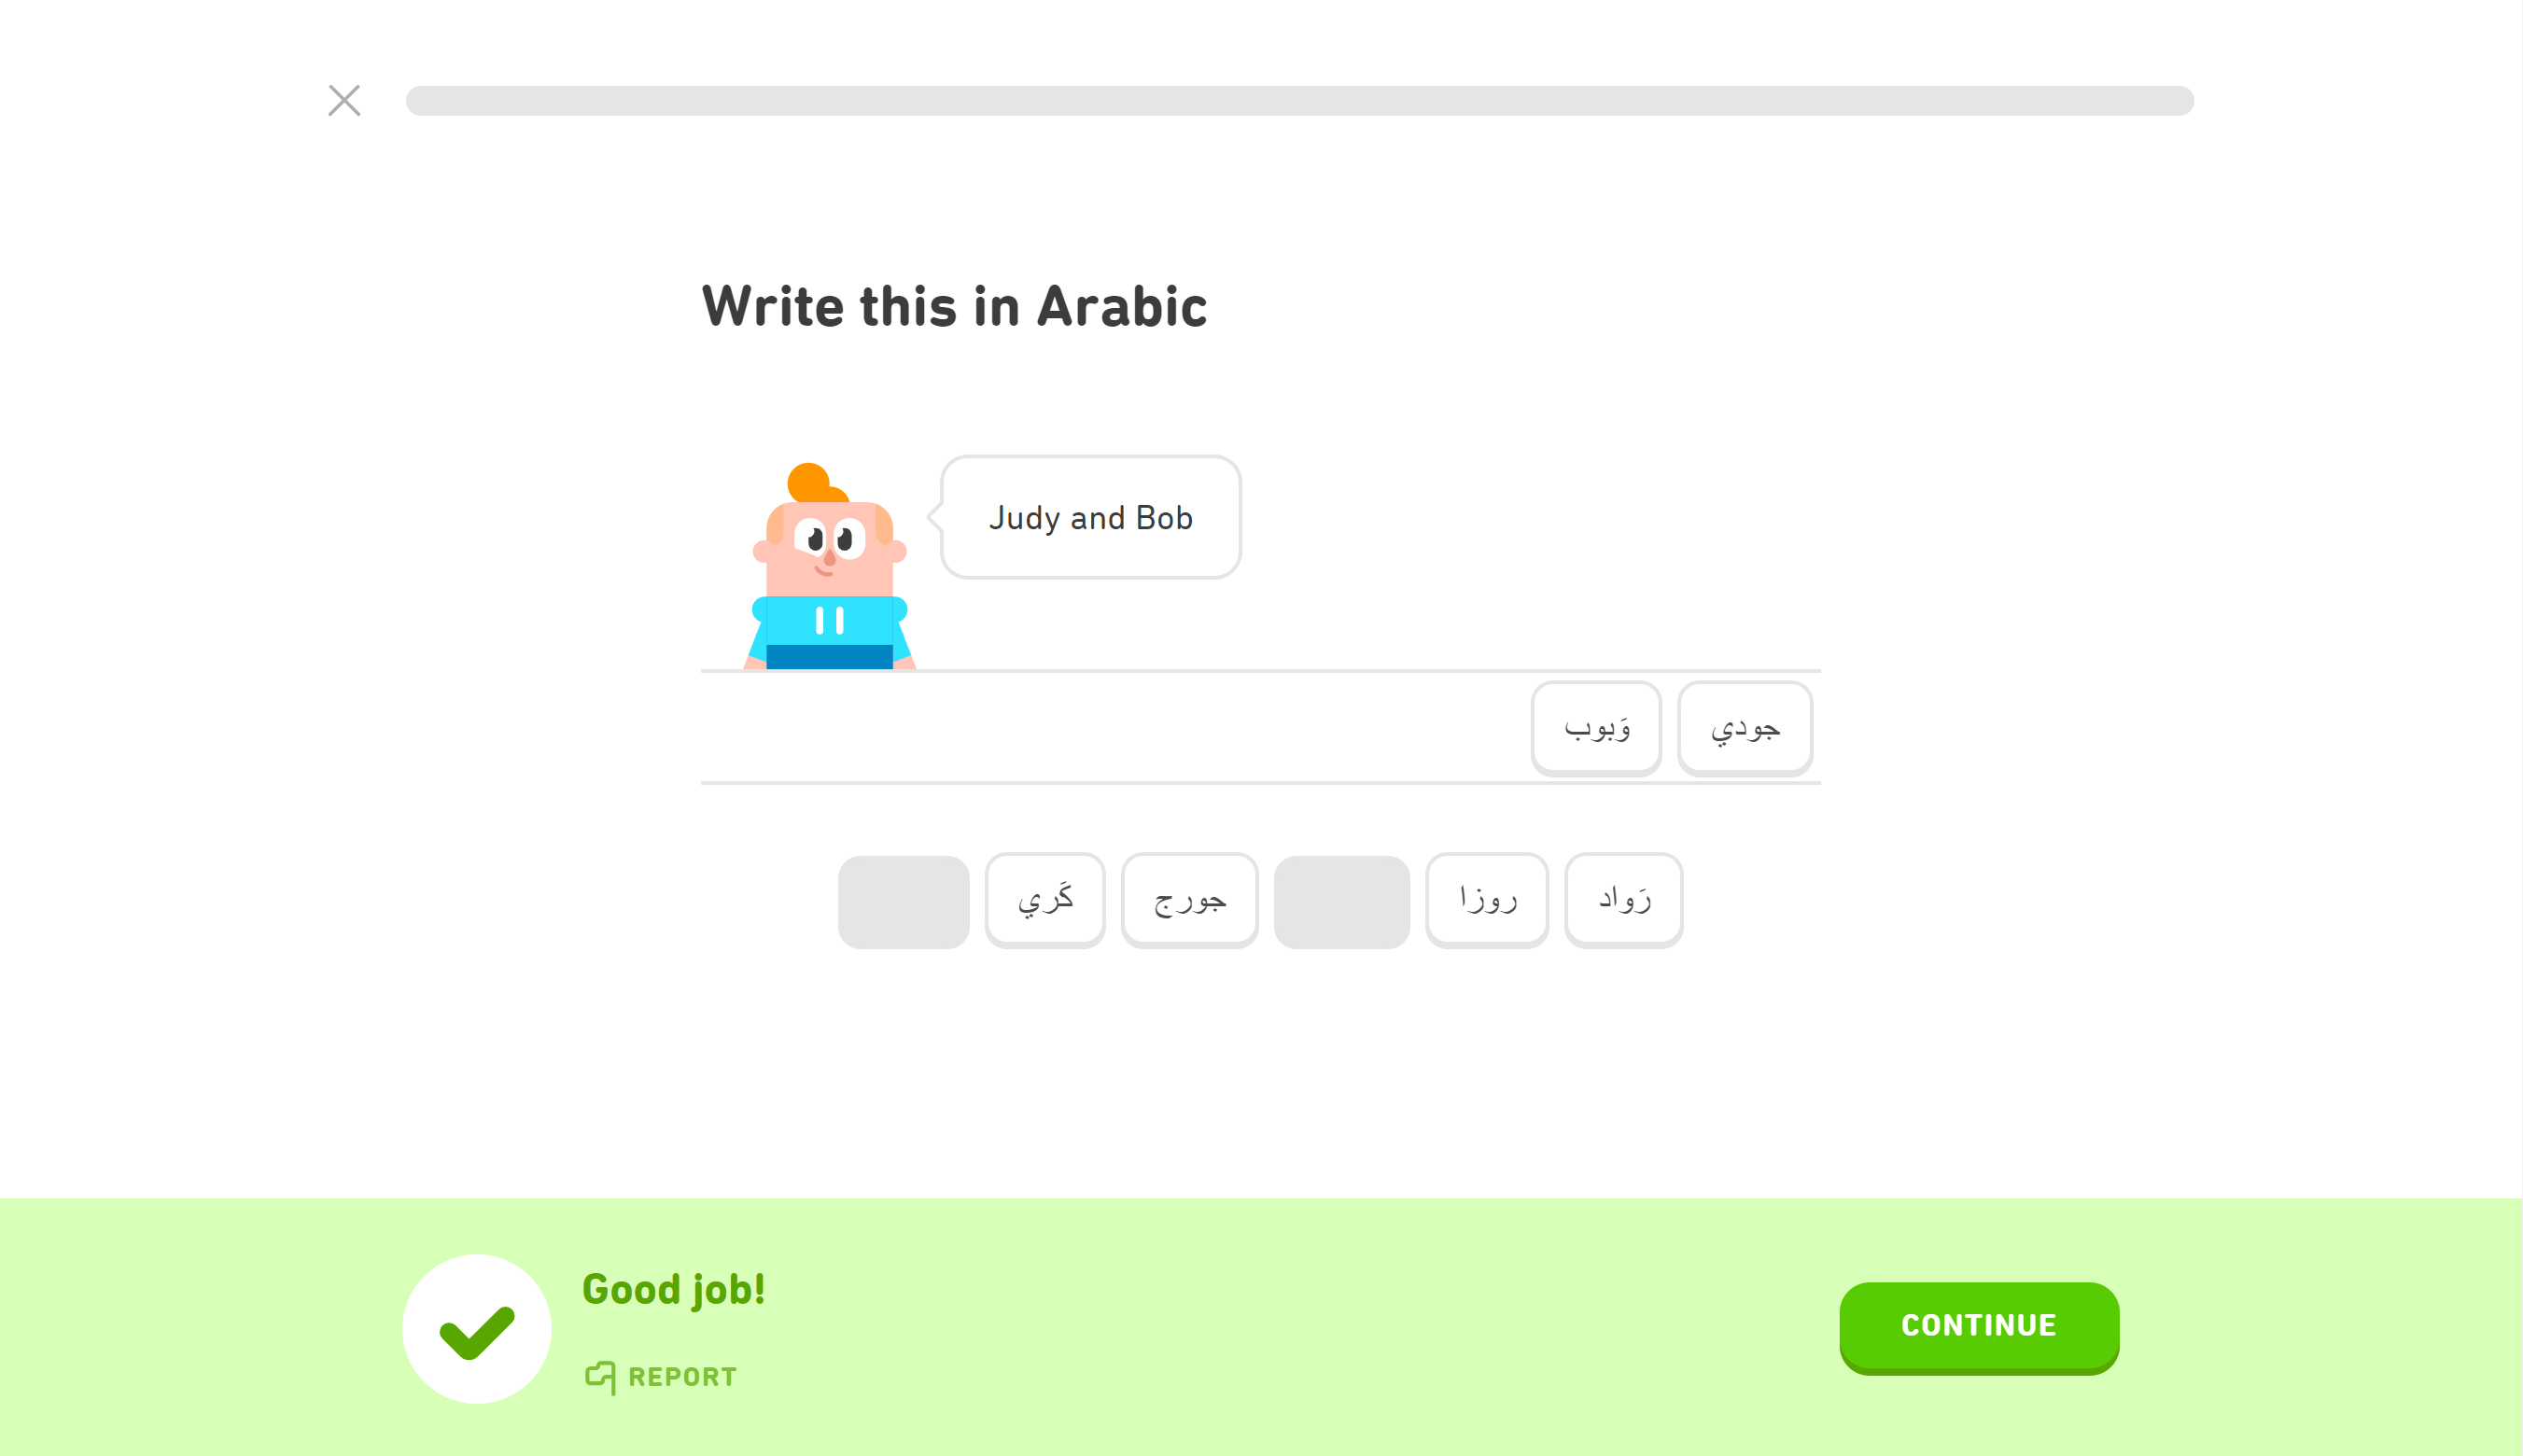 Write this in Arabic
Judy and Bob
جودي وَبوب
رَواد روزا جورج كَري
Good job!
REPORT
CONTINUE